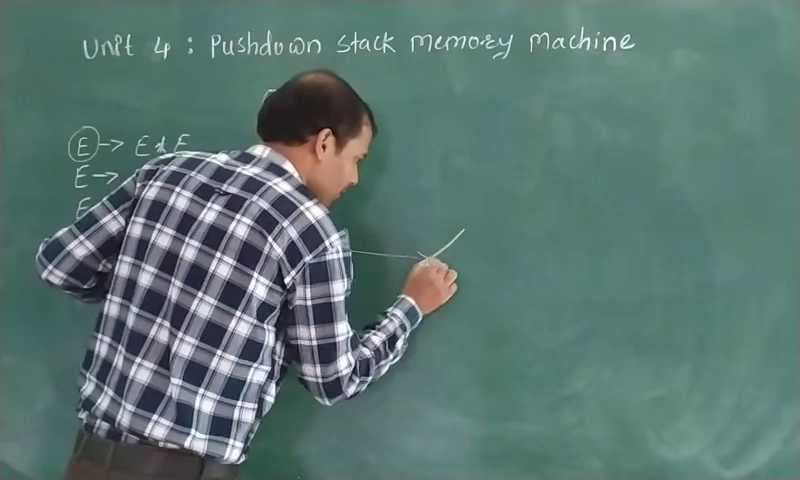 Unit 4 : Pushdown stack memory machine
E → E * E
E →
E